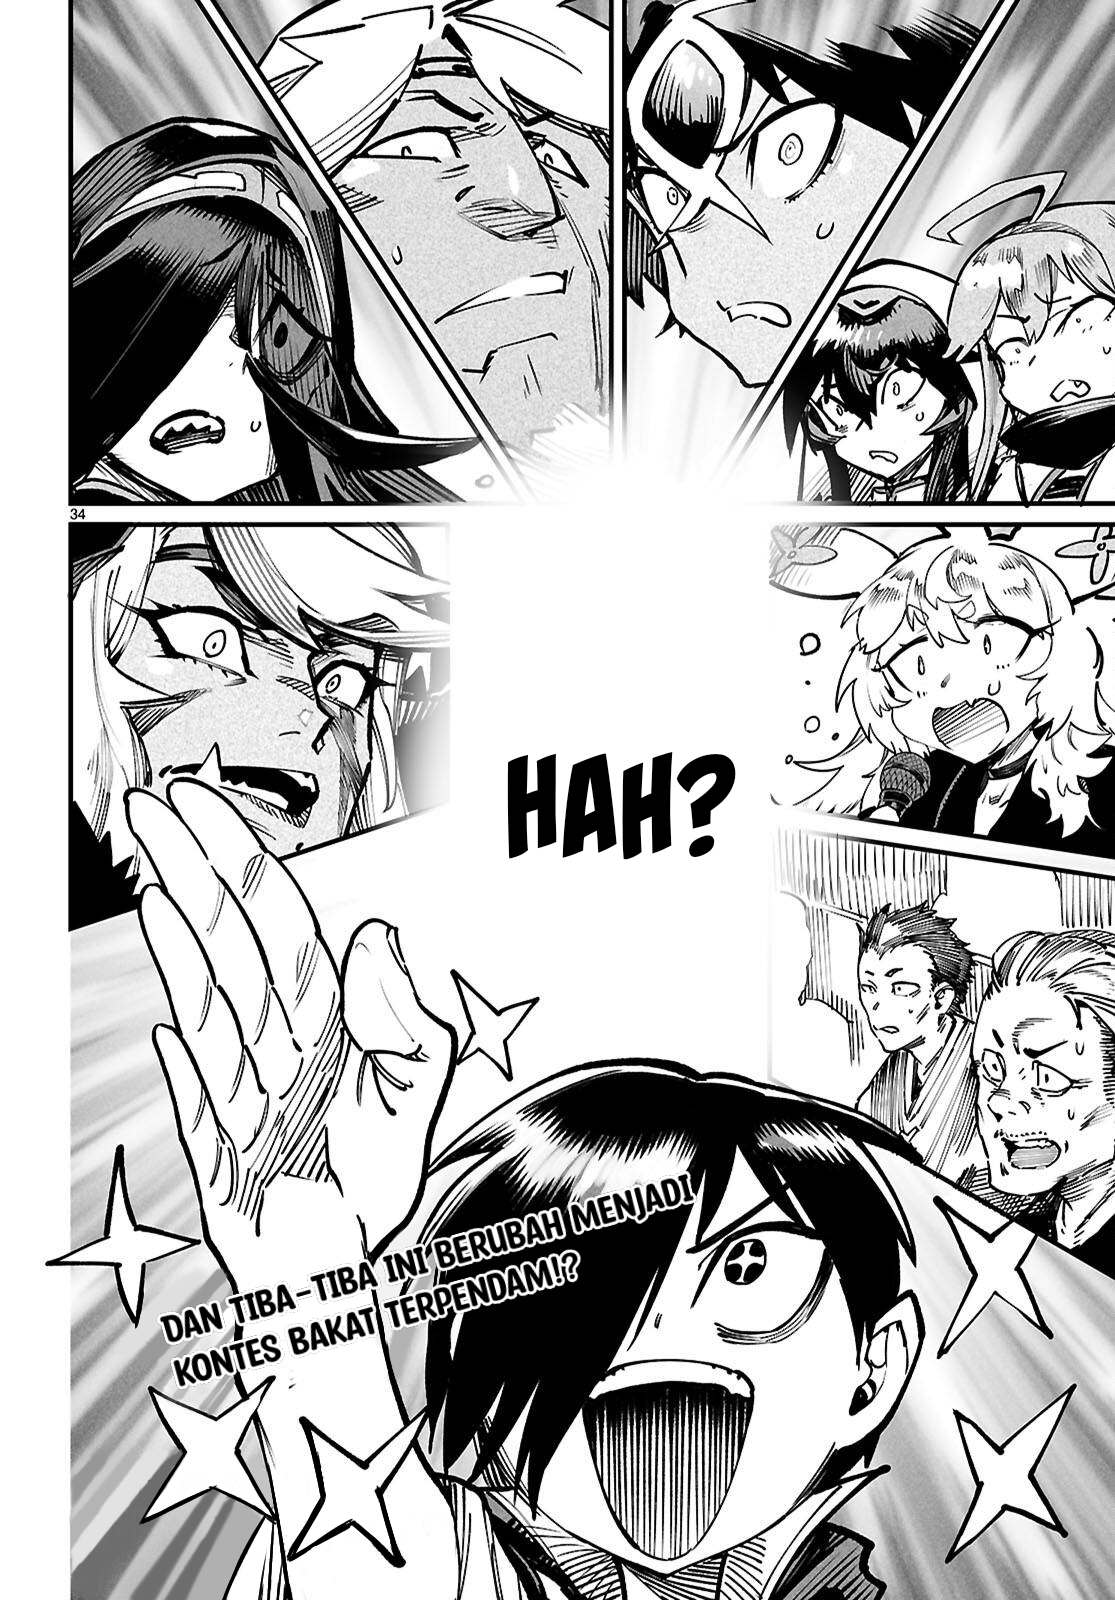 34
HAH?
DAN TIBA-TIBA INI BERUBAH MENJADI
KONTES BAKAT TERPENDAM!?